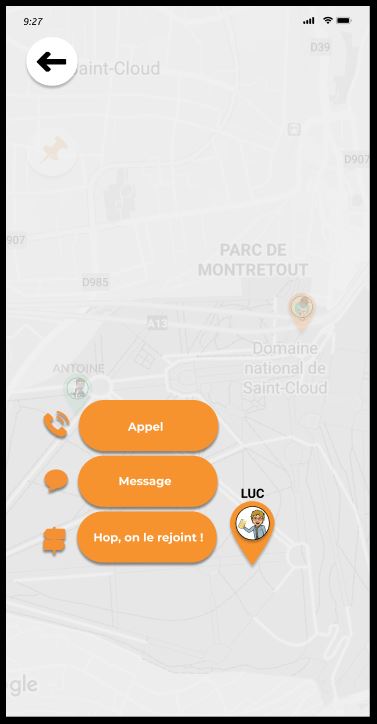 9:27
D39
Saint-Cloud
D907
907
PARC DE
MONTRETOUT
D985
A13
Domaine
national de
Saint-Cloud
ANTOINE
Appel
Message
LUC
Hop, on le rejoint !
gle